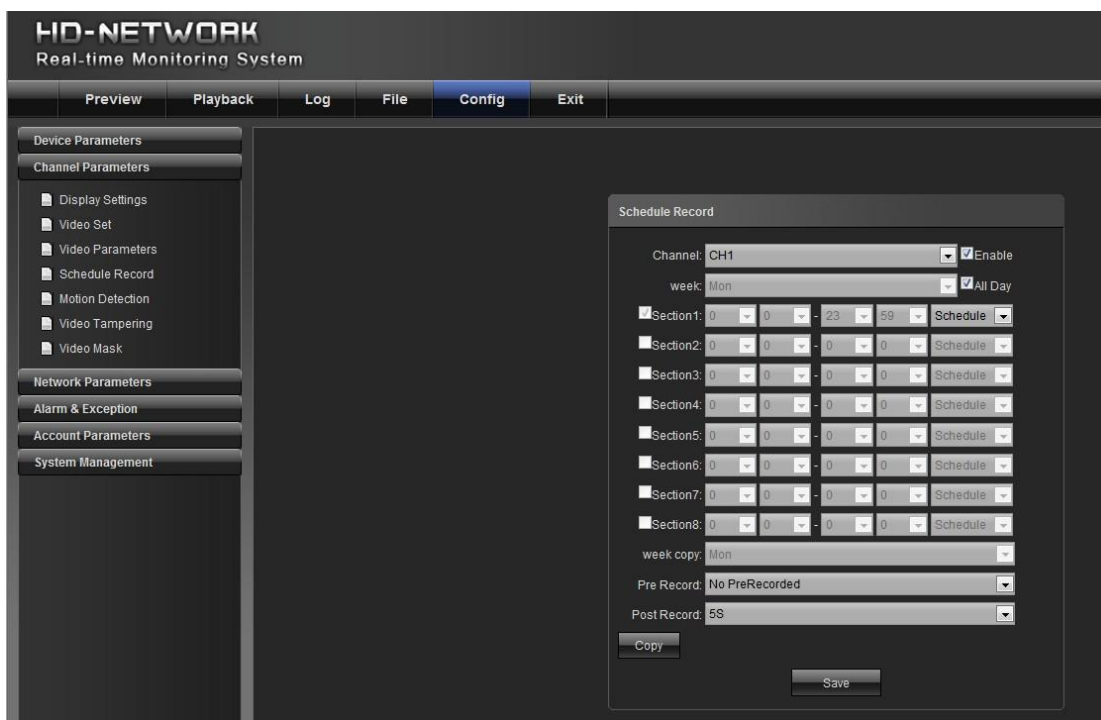 HD-NETWORK
Real-time Monitoring System
Preview Playback Log File Config Exit
Device Parameters
Channel Parameters
Display Settings
Video Set
Video Parameters
Schedule Record
Motion Detection
Video Tampering
Video Mask
Network Parameters
Alarm & Exception
Account Parameters
System Management
Schedule Record
Channel: CH1 Enable
week: Mon All Day
Section1: 0 0 - 23 59 Schedule
Section2: 0 0 - 0 0 Schedule
Section3: 0 0 - 0 0 Schedule
Section4: 0 0 - 0 0 Schedule
Section5: 0 0 - 0 0 Schedule
Section6: 0 0 - 0 0 Schedule
Section7: 0 0 - 0 0 Schedule
Section8: 0 0 - 0 0 Schedule
week copy: Mon
Pre Record: No PreRecorded
Post Record: 5S
Copy
Save